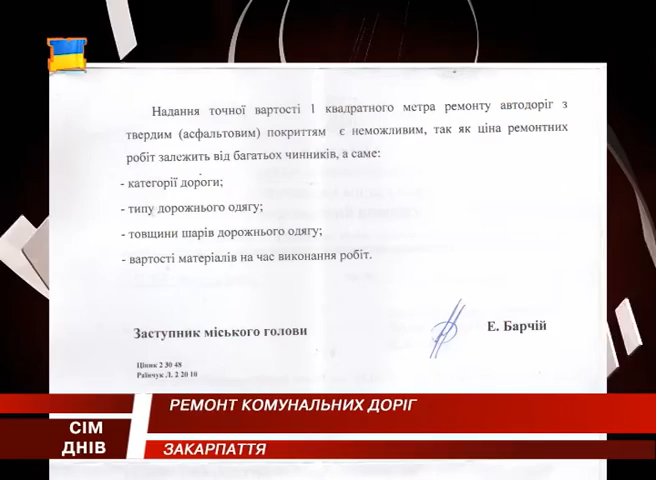 Надання точної вартості 1 квадратного метра ремонту автодоріг з
твердим (асфальтовим) покриттям є неможливим, так як ціна ремонтних
робіт залежить від багатьох чинників, а саме:
- категорії дороги;
- типу дорожнього одягу;
- товщини шарів дорожнього одягу;
- вартості матеріалів на час виконання робіт.
Заступник міського голови
Е. Барчій
Ціник 2 30 48
Райнчук Л. 2 20 10
РЕМОНТ КОМУНАЛЬНИХ ДОРІГ
СІМ
ДНІВ
ЗАКАРПАТТЯ